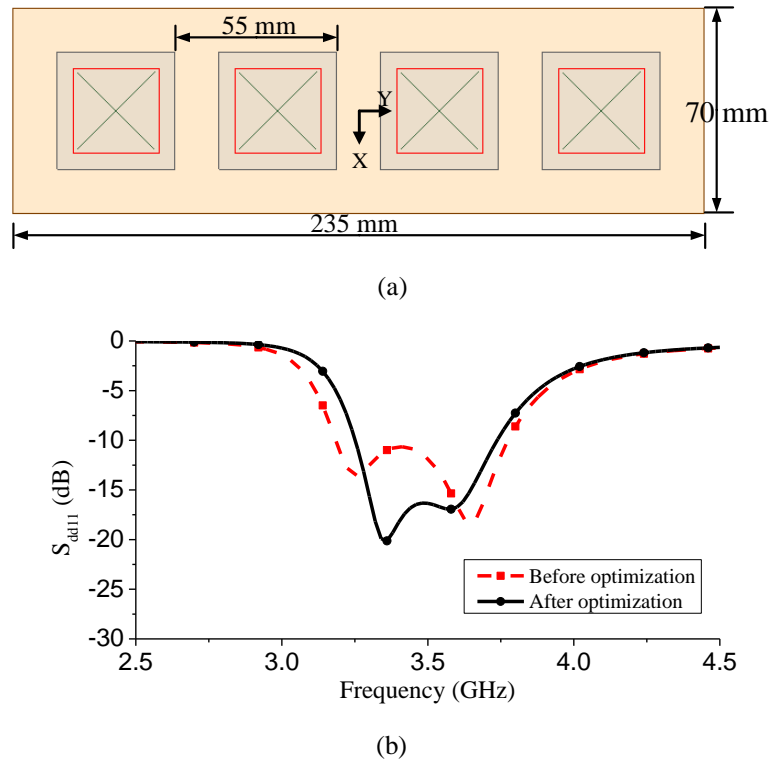 55 mm
Y
X
70 mm
235 mm
(a)
0
-5
-10
-15
-20
-25
-30
S_dd11 (dB)
Before optimization
After optimization
2.5 3.0 3.5 4.0 4.5
Frequency (GHz)
(b)